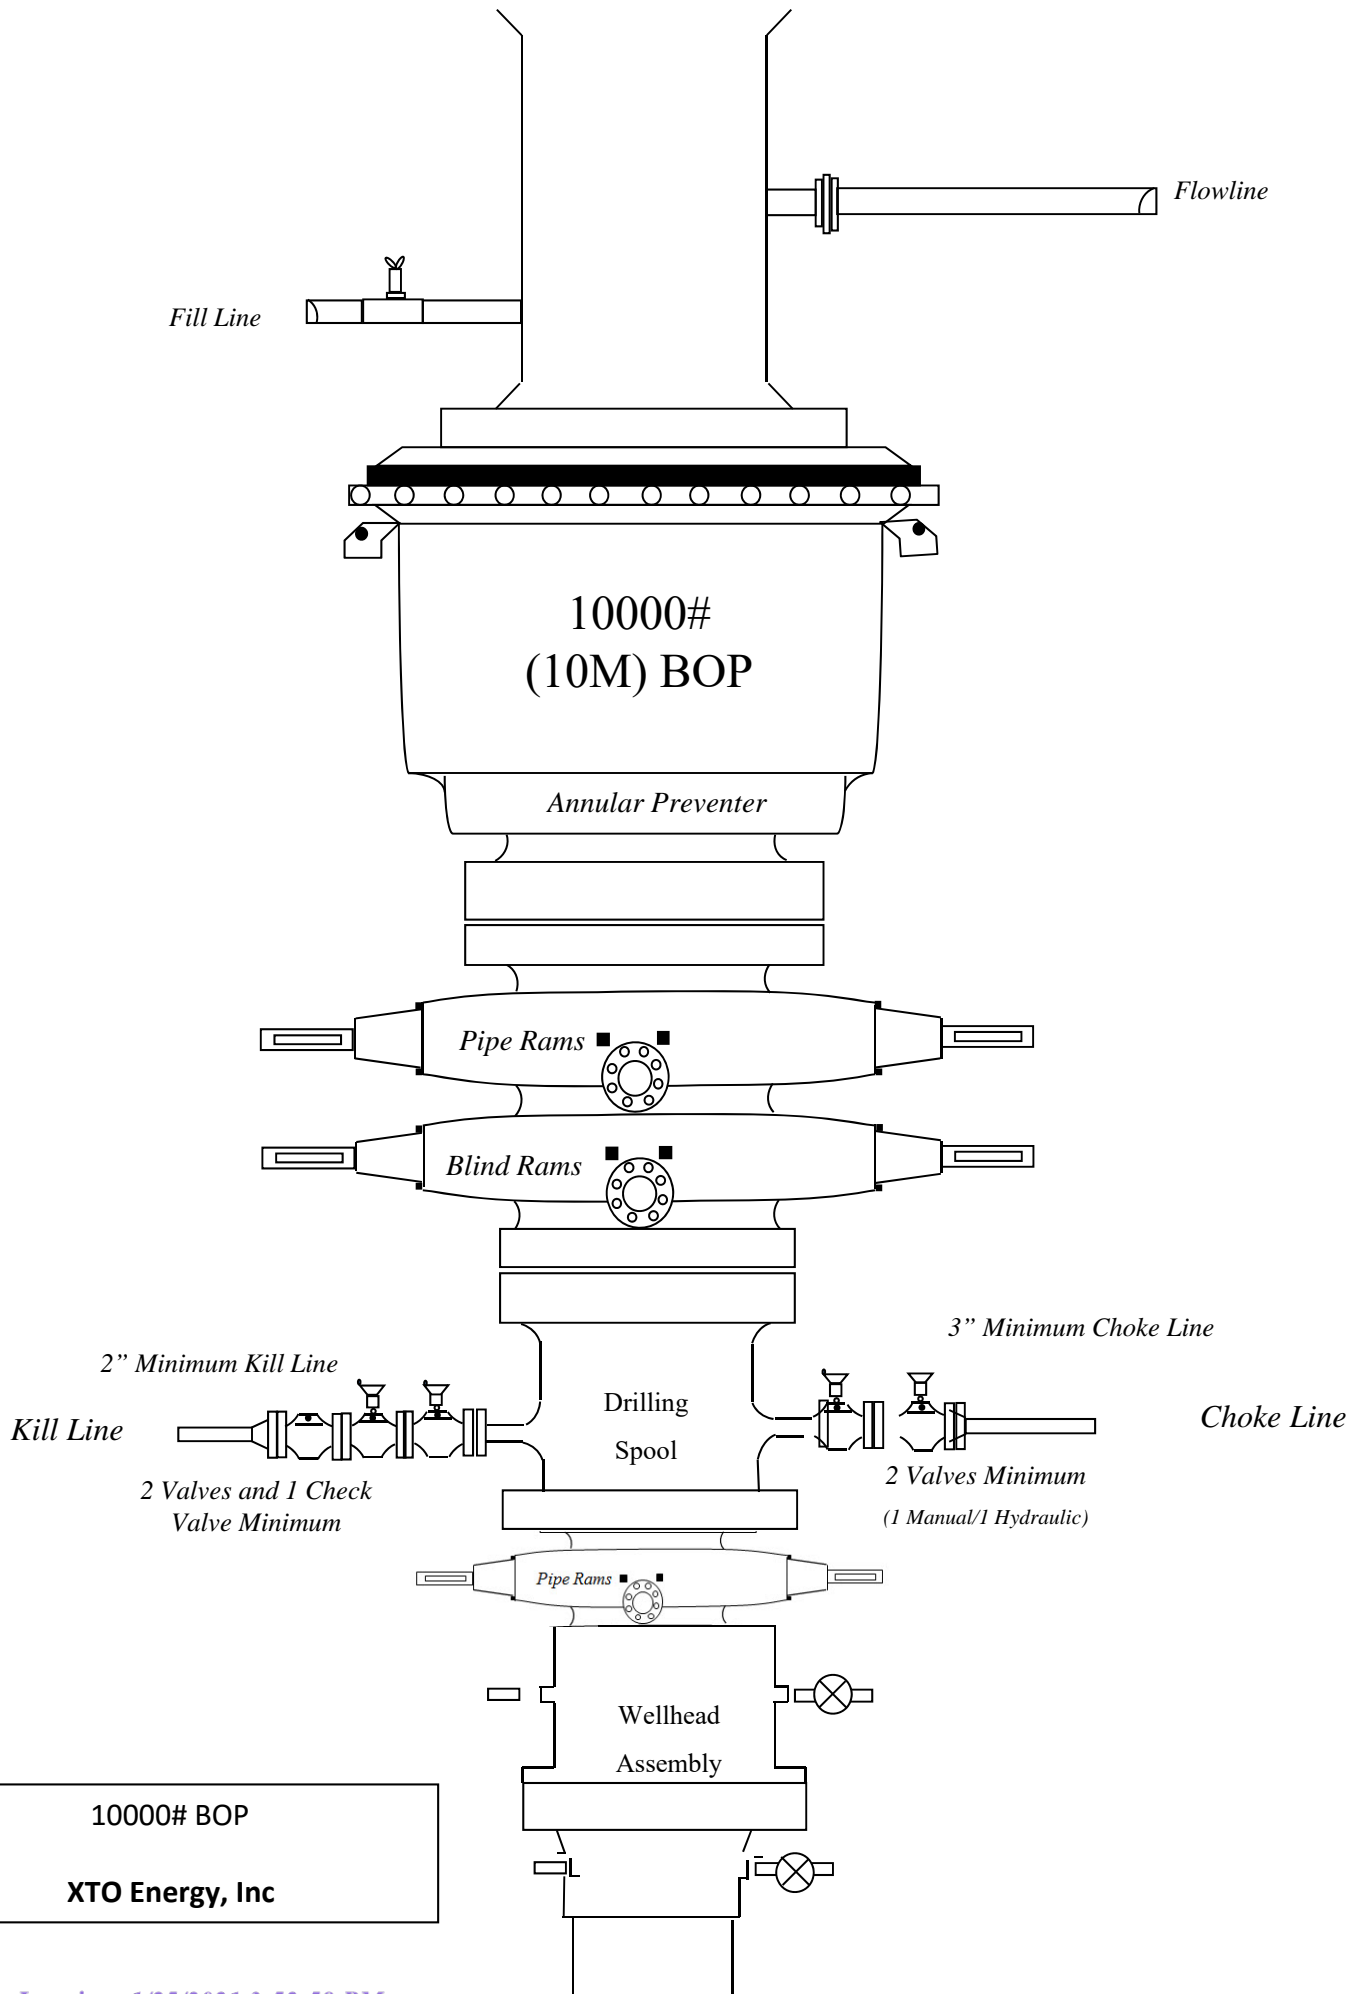 Flowline
Fill Line
10000#
(10M) BOP
Annular Preventer
Pipe Rams
Blind Rams
3” Minimum Choke Line
2” Minimum Kill Line
Drilling
Spool
Kill Line
Choke Line
2 Valves and 1 Check
Valve Minimum
2 Valves Minimum
(1 Manual/1 Hydraulic)
Pipe Rams
Wellhead
Assembly
10000# BOP
XTO Energy, Inc